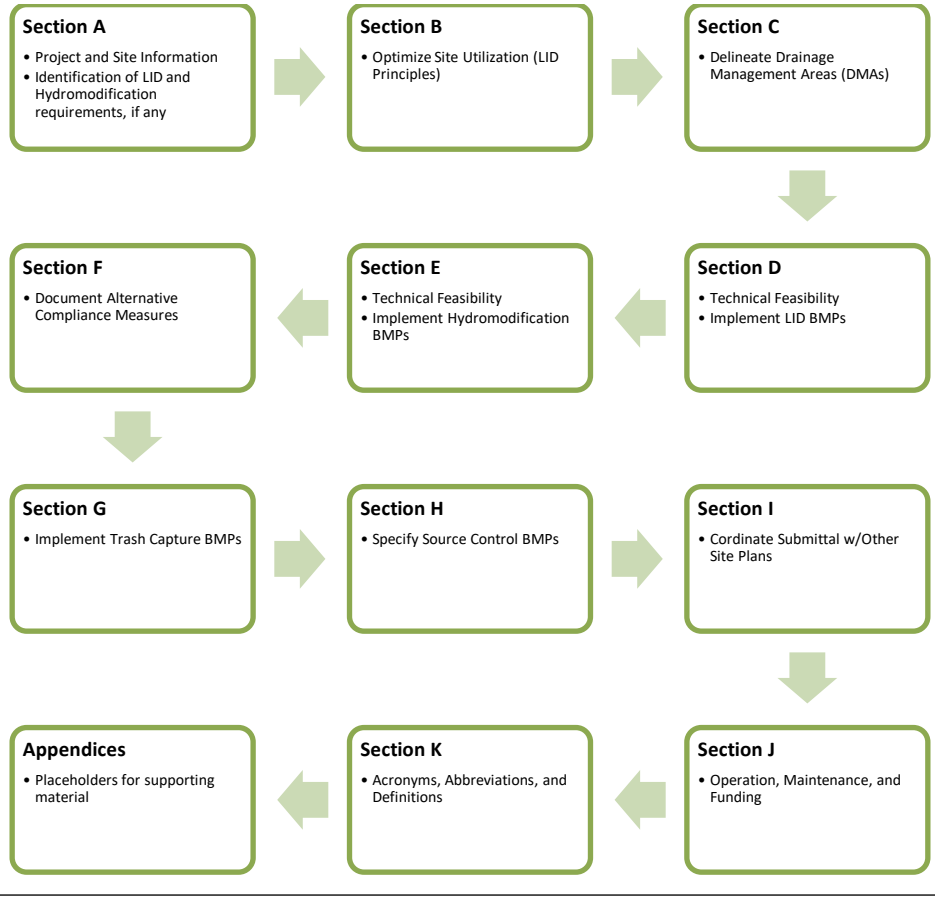 Section A
• Project and Site Information
• Identification of LID and
Hydromodification
requirements, if any
Section B
• Optimize Site Utilization (LID
Principles)
Section C
• Delineate Drainage
Management Areas (DMAs)
Section D
• Technical Feasibility
• Implement LID BMPs
Section E
• Technical Feasibility
• Implement Hydromodification
BMPs
Section F
• Document Alternative
Compliance Measures
Section G
• Implement Trash Capture BMPs
Section H
• Specify Source Control BMPs
Section I
• Cordinate Submittal w/Other
Site Plans
Section J
• Operation, Maintenance, and
Funding
Section K
• Acronyms, Abbreviations, and
Definitions
Appendices
• Placeholders for supporting
material